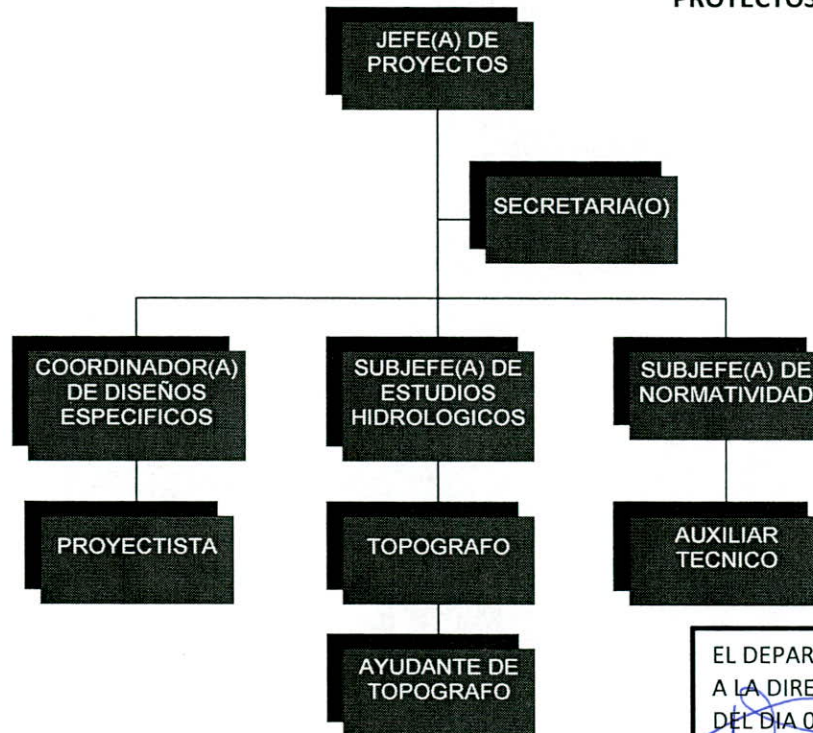 PROYECTOS
JEFE(A) DE
PROYECTOS
SECRETARIA(O)
COORDINADOR(A)
DE DISEÑOS
ESPECIFICOS
SUBJEFE(A) DE
ESTUDIOS
HIDROLOGICOS
SUBJEFE(A) DE
NORMATIVIDAD
PROYECTISTA
TOPOGRAFO
AUXILIAR
TECNICO
AYUDANTE DE
TOPOGRAFO
EL DEPAR
A LA DIRE
DEL DIA 0